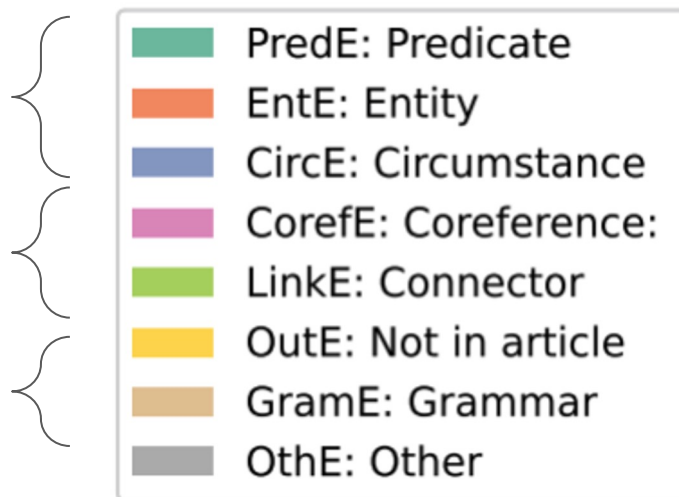 PredE: Predicate
EntE: Entity
CircE: Circumstance
CorefE: Coreference:
LinkE: Connector
OutE: Not in article
GramE: Grammar
OthE: Other